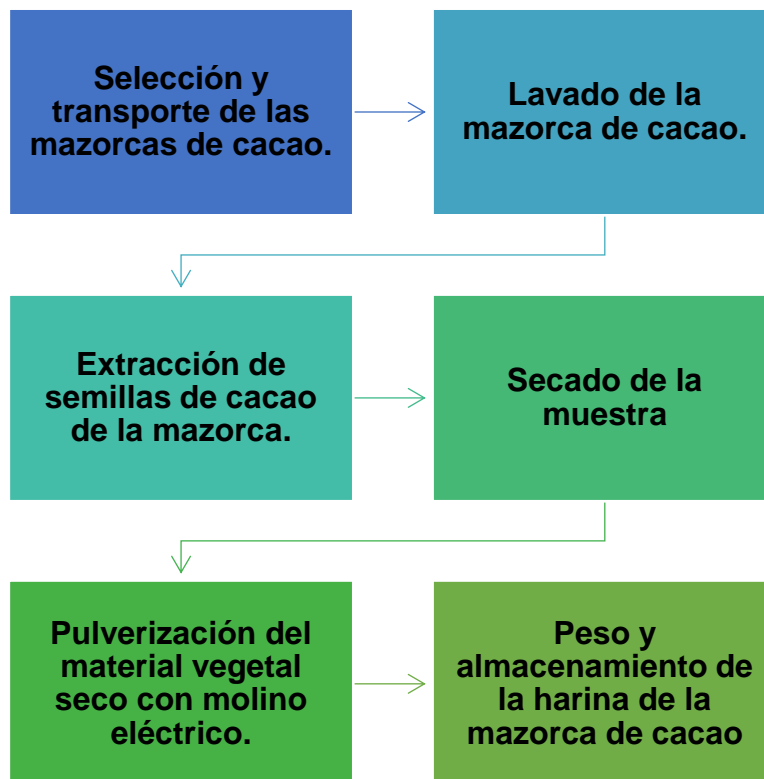 Selección y
transporte de las
mazorcas de cacao.
Lavado de la
mazorca de cacao.
Extracción de
semillas de cacao
de la mazorca.
Secado de la
muestra
Pulverización del
material vegetal
seco con molino
eléctrico.
Peso y
almacenamiento de
la harina de la
mazorca de cacao